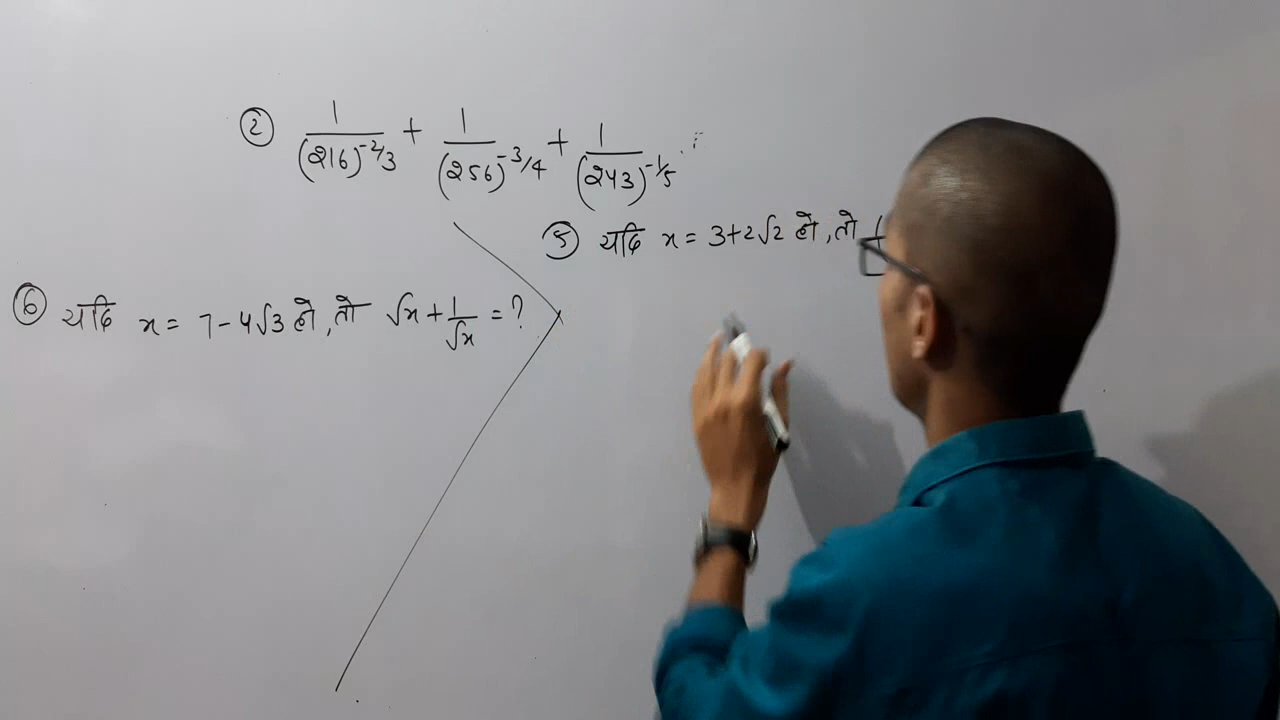 ② 1/(216)^-2/3 + 1/(256)^-3/4 + 1/(243)^-1/5
⑤ यदि x = 3+2√2 हो, तो
⑥ यदि x = 7-4√3 हो, तो √x + 1/√x = ?